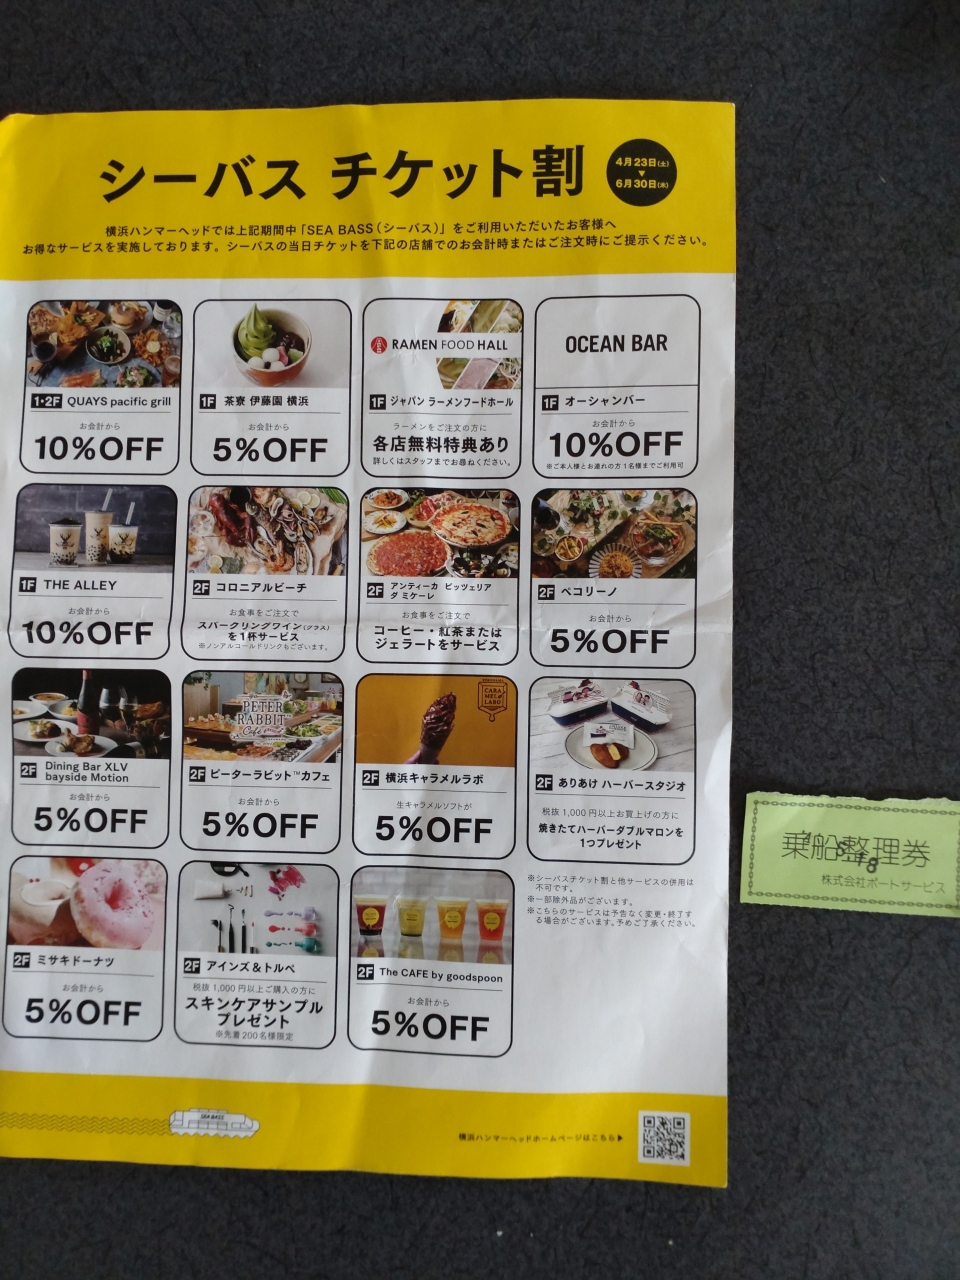 シーバス チケット割
4月23日(土)
▼
6月30日(木)
横浜ハンマーヘッドでは上記期間中「SEA BASS(シーバス)」をご利用いただいたお客様へ
お得なサービスを実施しております。シーバスの当日チケットを下記の店舗でのお会計時またはご注文時にご提示ください。
1・2F QUAYS pacific grill
お会計から
10%OFF
1F 茶寮 伊藤園 横浜
お会計から
5%OFF
RAMEN FOOD HALL
1F ジャパン ラーメンフードホール
ラーメンをご注文の方に
各店無料特典あり
詳しくはスタッフまでお尋ねください。
OCEAN BAR
1F オーシャンバー
お会計から
10%OFF
※ご本人様とお連れの方1名様までご利用可
1F THE ALLEY
お会計から
10%OFF
2F コロニアルビーチ
お食事をご注文で
スパークリングワイン(グラス)
を1杯サービス
※ノンアルコールドリンクもございます。
2F アンティーカ ピッツェリア
ダ ミケーレ
お食事をご注文で
コーヒー・紅茶または
ジェラートをサービス
2F ペコリーノ
お会計から
5%OFF
2F Dining Bar XLV
bayside Motion
お会計から
5%OFF
PETER
RABBIT
Cafe
2F ピーターラビット™カフェ
お会計から
5%OFF
CARA
MEL
LABO
2F 横浜キャラメルラボ
生キャラメルソフトが
5%OFF
2F ありあけ ハーバースタジオ
税抜1,000円以上お買上げの方に
焼きたてハーバーダブルマロンを
1つプレゼント
2F ミサキドーナツ
お会計から
5%OFF
2F アインズ&トルペ
税抜1,000円以上ご購入の方に
スキンケアサンプル
プレゼント
※先着200名様限定
2F The CAFE by goodspoon
お会計から
5%OFF
※シーバスチケット割と他サービスの併用は
不可です。
※一部除外品がございます。
※こちらのサービスは予告なく変更・終了す
る場合がございます。予めご了承ください。
SEA BASS
横浜ハンマーヘッドホームページはこちら▶
乗船整理券
株式会社ポートサービス